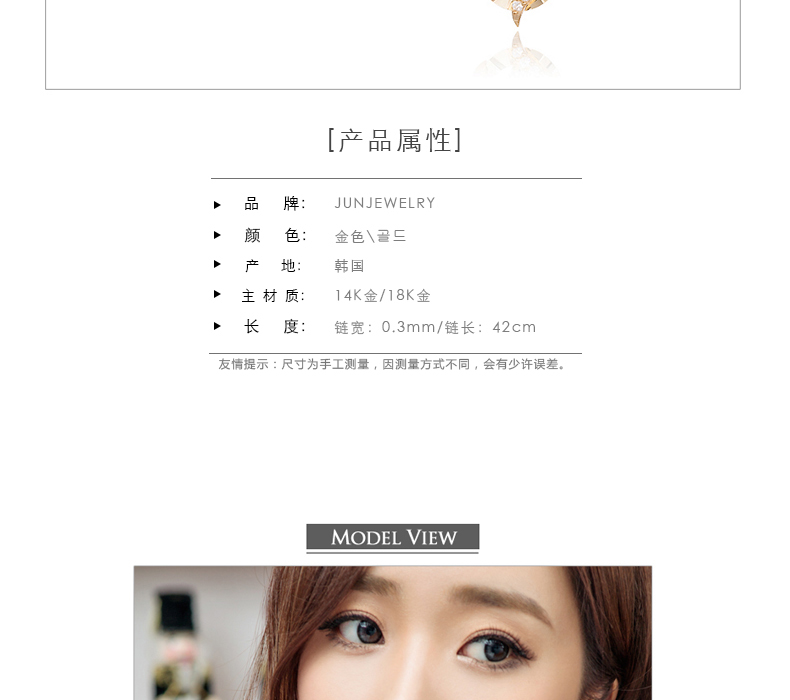 [产品属性]
品 牌: JUNJEWELRY
颜 色: 金色\골드
产 地: 韩国
主 材 质: 14K金/18K金
长 度: 链宽: 0.3mm/链长: 42cm
友情提示：尺寸为手工测量，因测量方式不同，会有少许误差。
MODEL VIEW